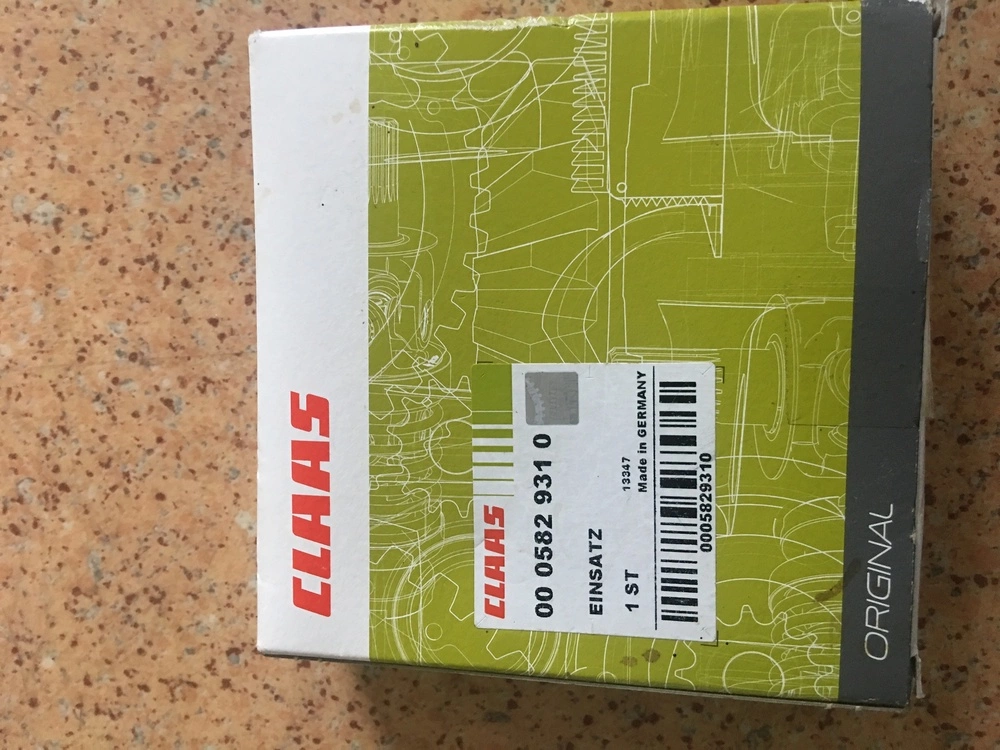 CLAAS
CLAAS
00 0582 931 0
EINSATZ
13347
1 ST
Made in GERMANY
0005829310
ORIGINAL